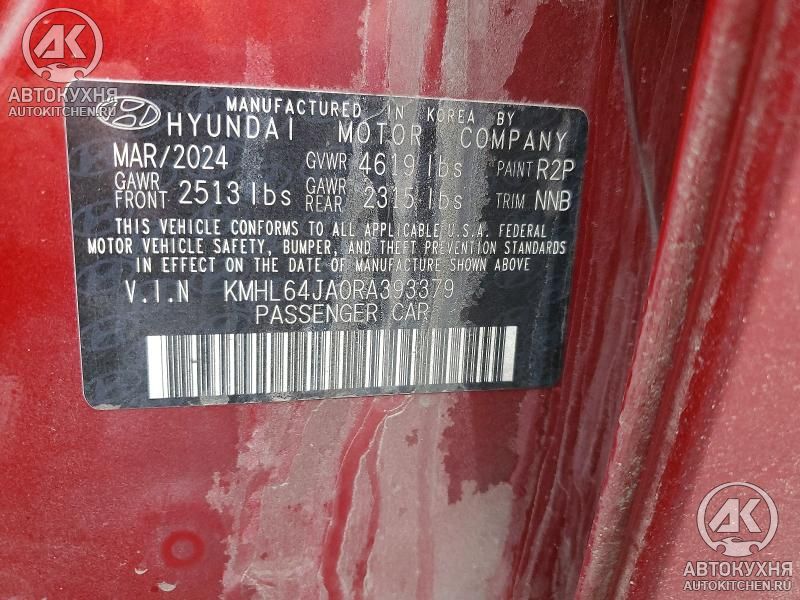 AK
АВТОКУХНЯ
AUTOKITCHEN.RU
MANUFACTURED IN KOREA BY
HYUNDAI MOTOR COMPANY
MAR/2024 GVWR 4619 lbs PAINT R2P
GAWR FRONT 2513 lbs GAWR REAR 2315 lbs TRIM NNB
THIS VEHICLE CONFORMS TO ALL APPLICABLE U.S.A. FEDERAL
MOTOR VEHICLE SAFETY, BUMPER, AND THEFT PREVENTION STANDARDS
IN EFFECT ON THE DATE OF MANUFACTURE SHOWN ABOVE
V.I.N KMHL64JA0RA393379
PASSENGER CAR
AK
АВТОКУХНЯ
AUTOKITCHEN.RU